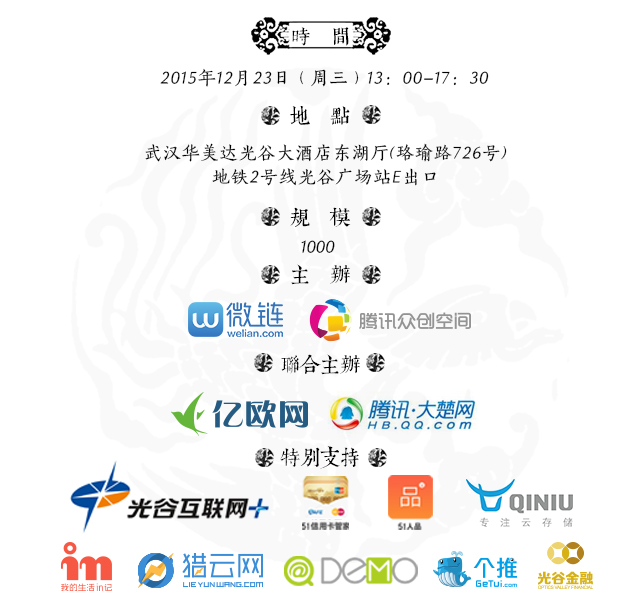 時 間
2015年12月23日（周三）13：00-17：30
地 點
武汉华美达光谷大酒店东湖厅(珞瑜路726号)
地铁2号线光谷广场站E出口
規 模
1000
主 辦
w 微链 welian.com 腾讯众创空间
聯合主辦
亿欧网 腾讯·大楚网 HB.QQ.COM
特别支持
光谷互联网+ 51信用卡管家 品 51人品 QINIU 专注云存储
in 我的生活in记 猎云网 LIEYUNWANG.COM DEMO 个推 GeTui.com 光谷金融 OPTICS VALLEY FINANCIAL